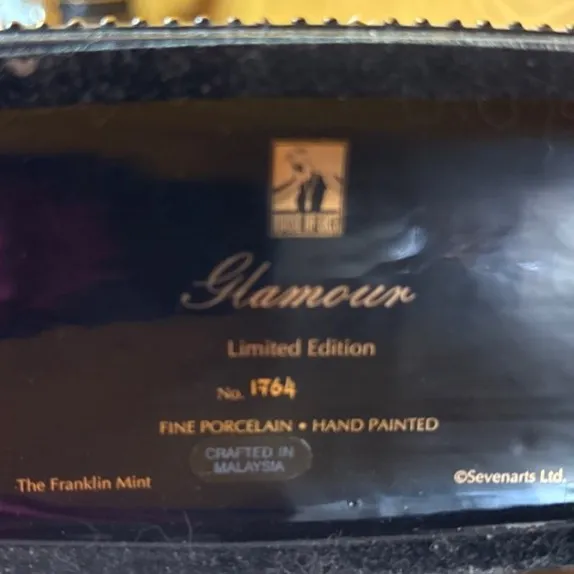 Glamour
Limited Edition
No. 1764
FINE PORCELAIN • HAND PAINTED
CRAFTED IN
MALAYSIA
The Franklin Mint
©Sevenarts Ltd.